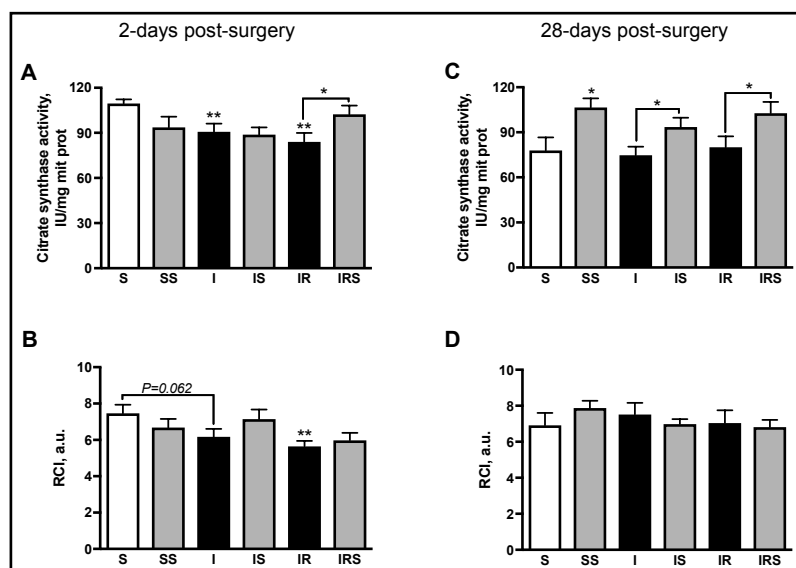 2-days post-surgery
28-days post-surgery
A
Citrate synthase activity,
IU/mg mit prot
120
90
60
30
0
**
**
*
S SS I IS IR IRS
C
Citrate synthase activity,
IU/mg mit prot
120
90
60
30
0
*
*
*
S SS I IS IR IRS
B
RCI, a.u.
10
8
6
4
2
0
P=0.062
**
S SS I IS IR IRS
D
RCI, a.u.
10
8
6
4
2
0
S SS I IS IR IRS